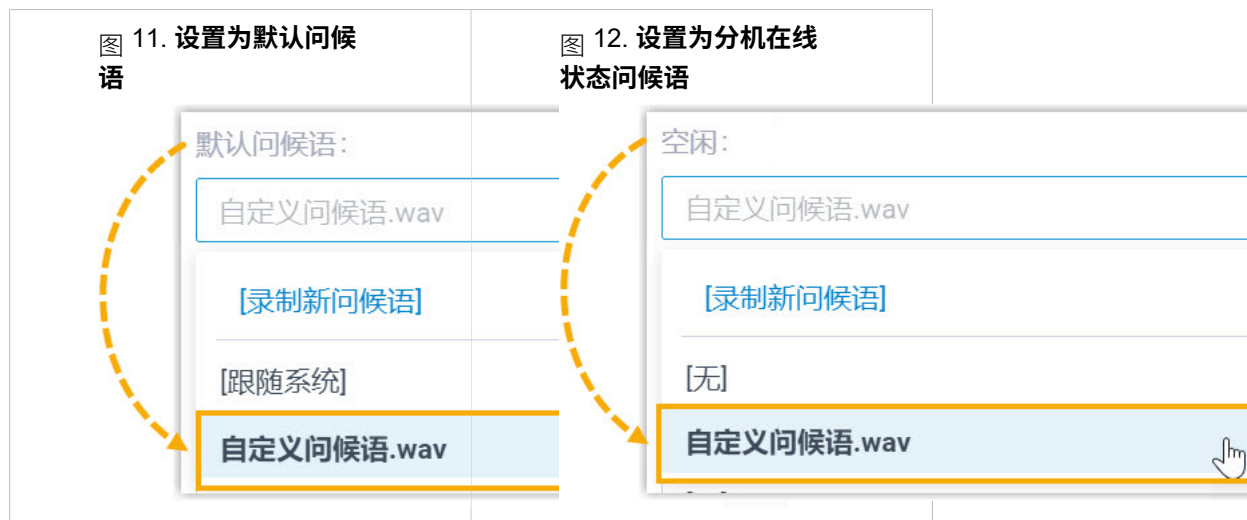 图 11. 设置为默认问候
语
默认问候语:
自定义问候语.wav
[录制新问候语]
[跟随系统]
自定义问候语.wav
图 12. 设置为分机在线
状态问候语
空闲:
自定义问候语.wav
[录制新问候语]
[无]
自定义问候语.wav